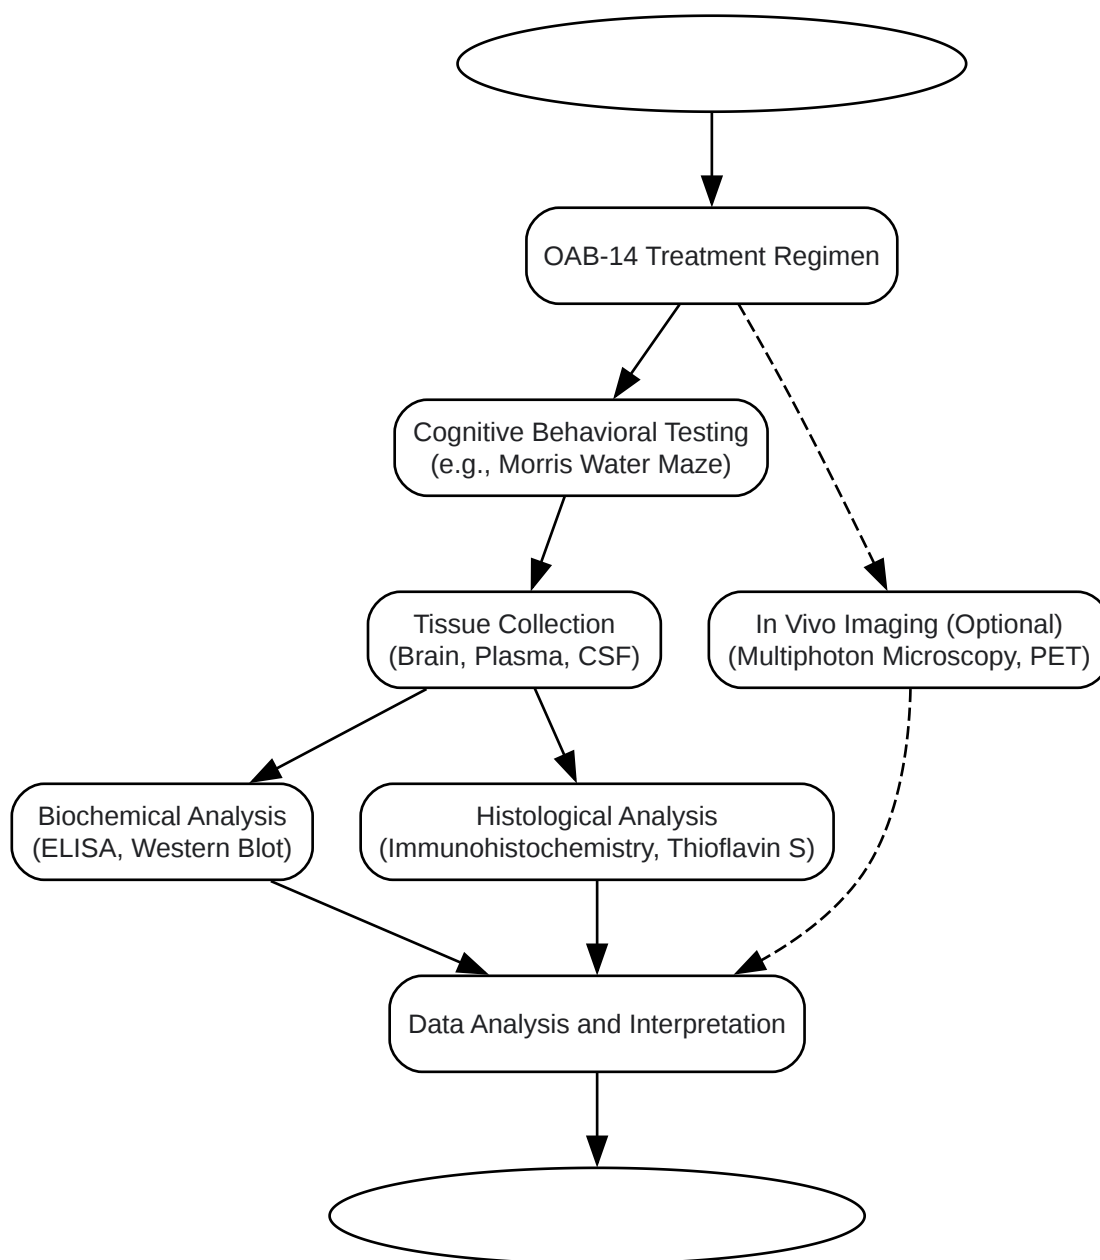 OAB-14 Treatment Regimen
Cognitive Behavioral Testing
(e.g., Morris Water Maze)
Tissue Collection
(Brain, Plasma, CSF)
In Vivo Imaging (Optional)
(Multiphoton Microscopy, PET)
Biochemical Analysis
(ELISA, Western Blot)
Histological Analysis
(Immunohistochemistry, Thioflavin S)
Data Analysis and Interpretation